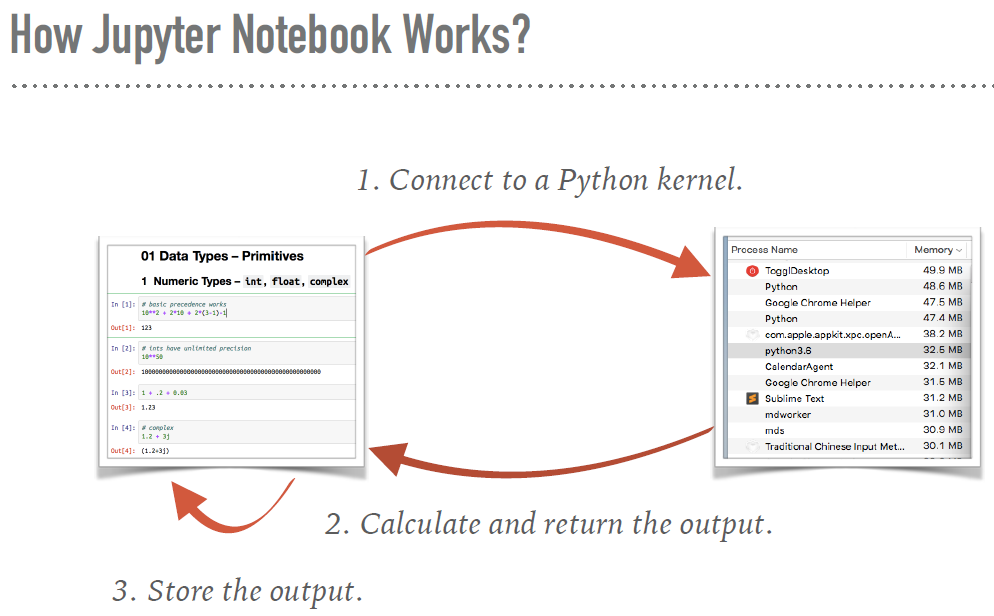 How Jupyter Notebook Works?
1. Connect to a Python kernel.
01 Data Types – Primitives
1 Numeric Types – int, float, complex
In [1]: # basic precedence works
10**2 + 2*10 + 2*(3-1)-1
Out[1]: 123
In [2]: # ints have unlimited precision
10**50
Out[2]: 100000000000000000000000000000000000000000000000000
In [3]: 1 + .2 + 0.03
Out[3]: 1.23
In [4]: # complex
1.2 + 3j
Out[4]: (1.2+3j)
Process Name Memory
TogglDesktop 49.9 MB
Python 48.6 MB
Google Chrome Helper 47.5 MB
Python 47.4 MB
com.apple.appkit.xpc.openA... 38.2 MB
python3.6 32.5 MB
CalendarAgent 32.1 MB
Google Chrome Helper 31.5 MB
Sublime Text 31.2 MB
mdworker 31.0 MB
mds 30.9 MB
Traditional Chinese Input Met... 30.1 MB
2. Calculate and return the output.
3. Store the output.